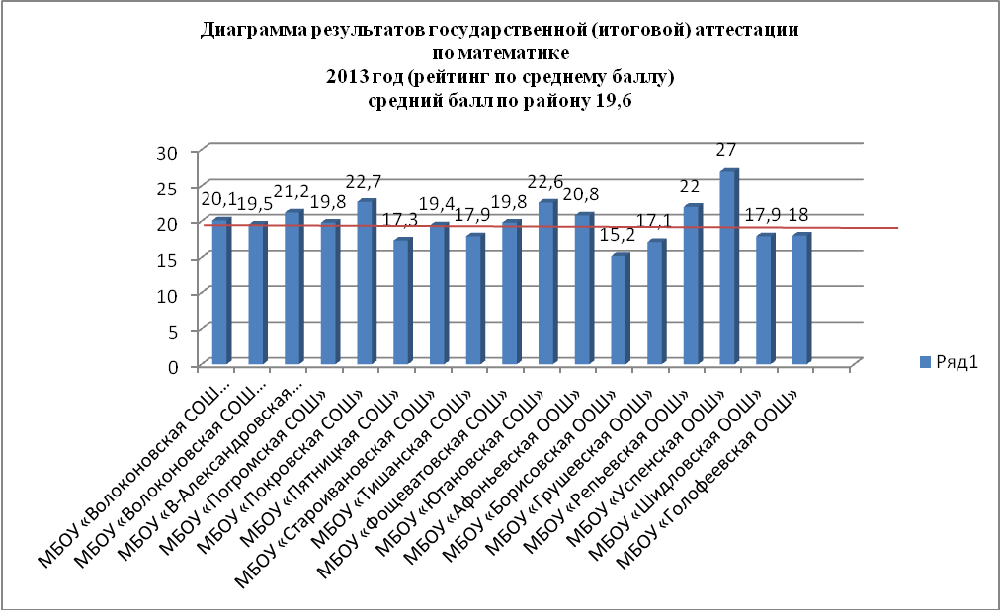 Диаграмма результатов государственной (итоговой) аттестации
по математике
2013 год (рейтинг по среднему баллу)
средний балл по району 19,6
30
25
20
15
10
5
0
20,1
19,5
21,2
19,8
22,7
17,3
19,4
17,9
19,8
22,6
20,8
15,2
17,1
22
27
17,9
18
МБОУ «Волоконовская СОШ...
МБОУ «Волоконовская СОШ...
МБОУ «В-Александровская...
МБОУ «Погромская СОШ»
МБОУ «Покровская СОШ»
МБОУ «Пятницкая СОШ»
МБОУ «Староивановская СОШ»
МБОУ «Тишанская СОШ»
МБОУ «Фощеватовская СОШ»
МБОУ «Ютановская СОШ»
МБОУ «Афоньевская ООШ»
МБОУ «Борисовская ООШ»
МБОУ «Грушевская ООШ»
МБОУ «Репьевская ООШ»
МБОУ «Успенская ООШ»
МБОУ «Шидловская ООШ»
МБОУ «Голофеевская ООШ»
Ряд1